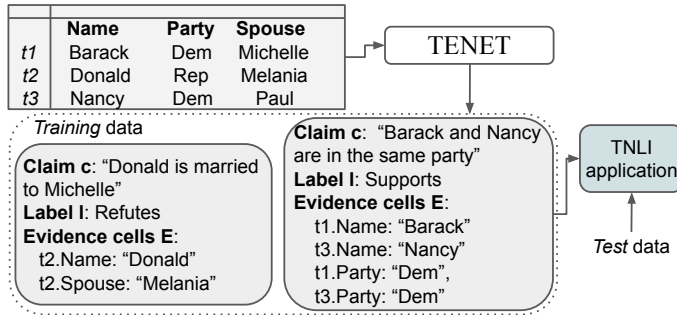 Name Party Spouse
t1 Barack Dem Michelle
t2 Donald Rep Melania
t3 Nancy Dem Paul
TENET
Training data
Claim c: “Donald is married
to Michelle”
Label l: Refutes
Evidence cells E:
t2.Name: “Donald”
t2.Spouse: “Melania”
Claim c: “Barack and Nancy
are in the same party”
Label l: Supports
Evidence cells E:
t1.Name: “Barack”
t3.Name: “Nancy”
t1.Party: “Dem”,
t3.Party: “Dem”
TNLI
application
Test data